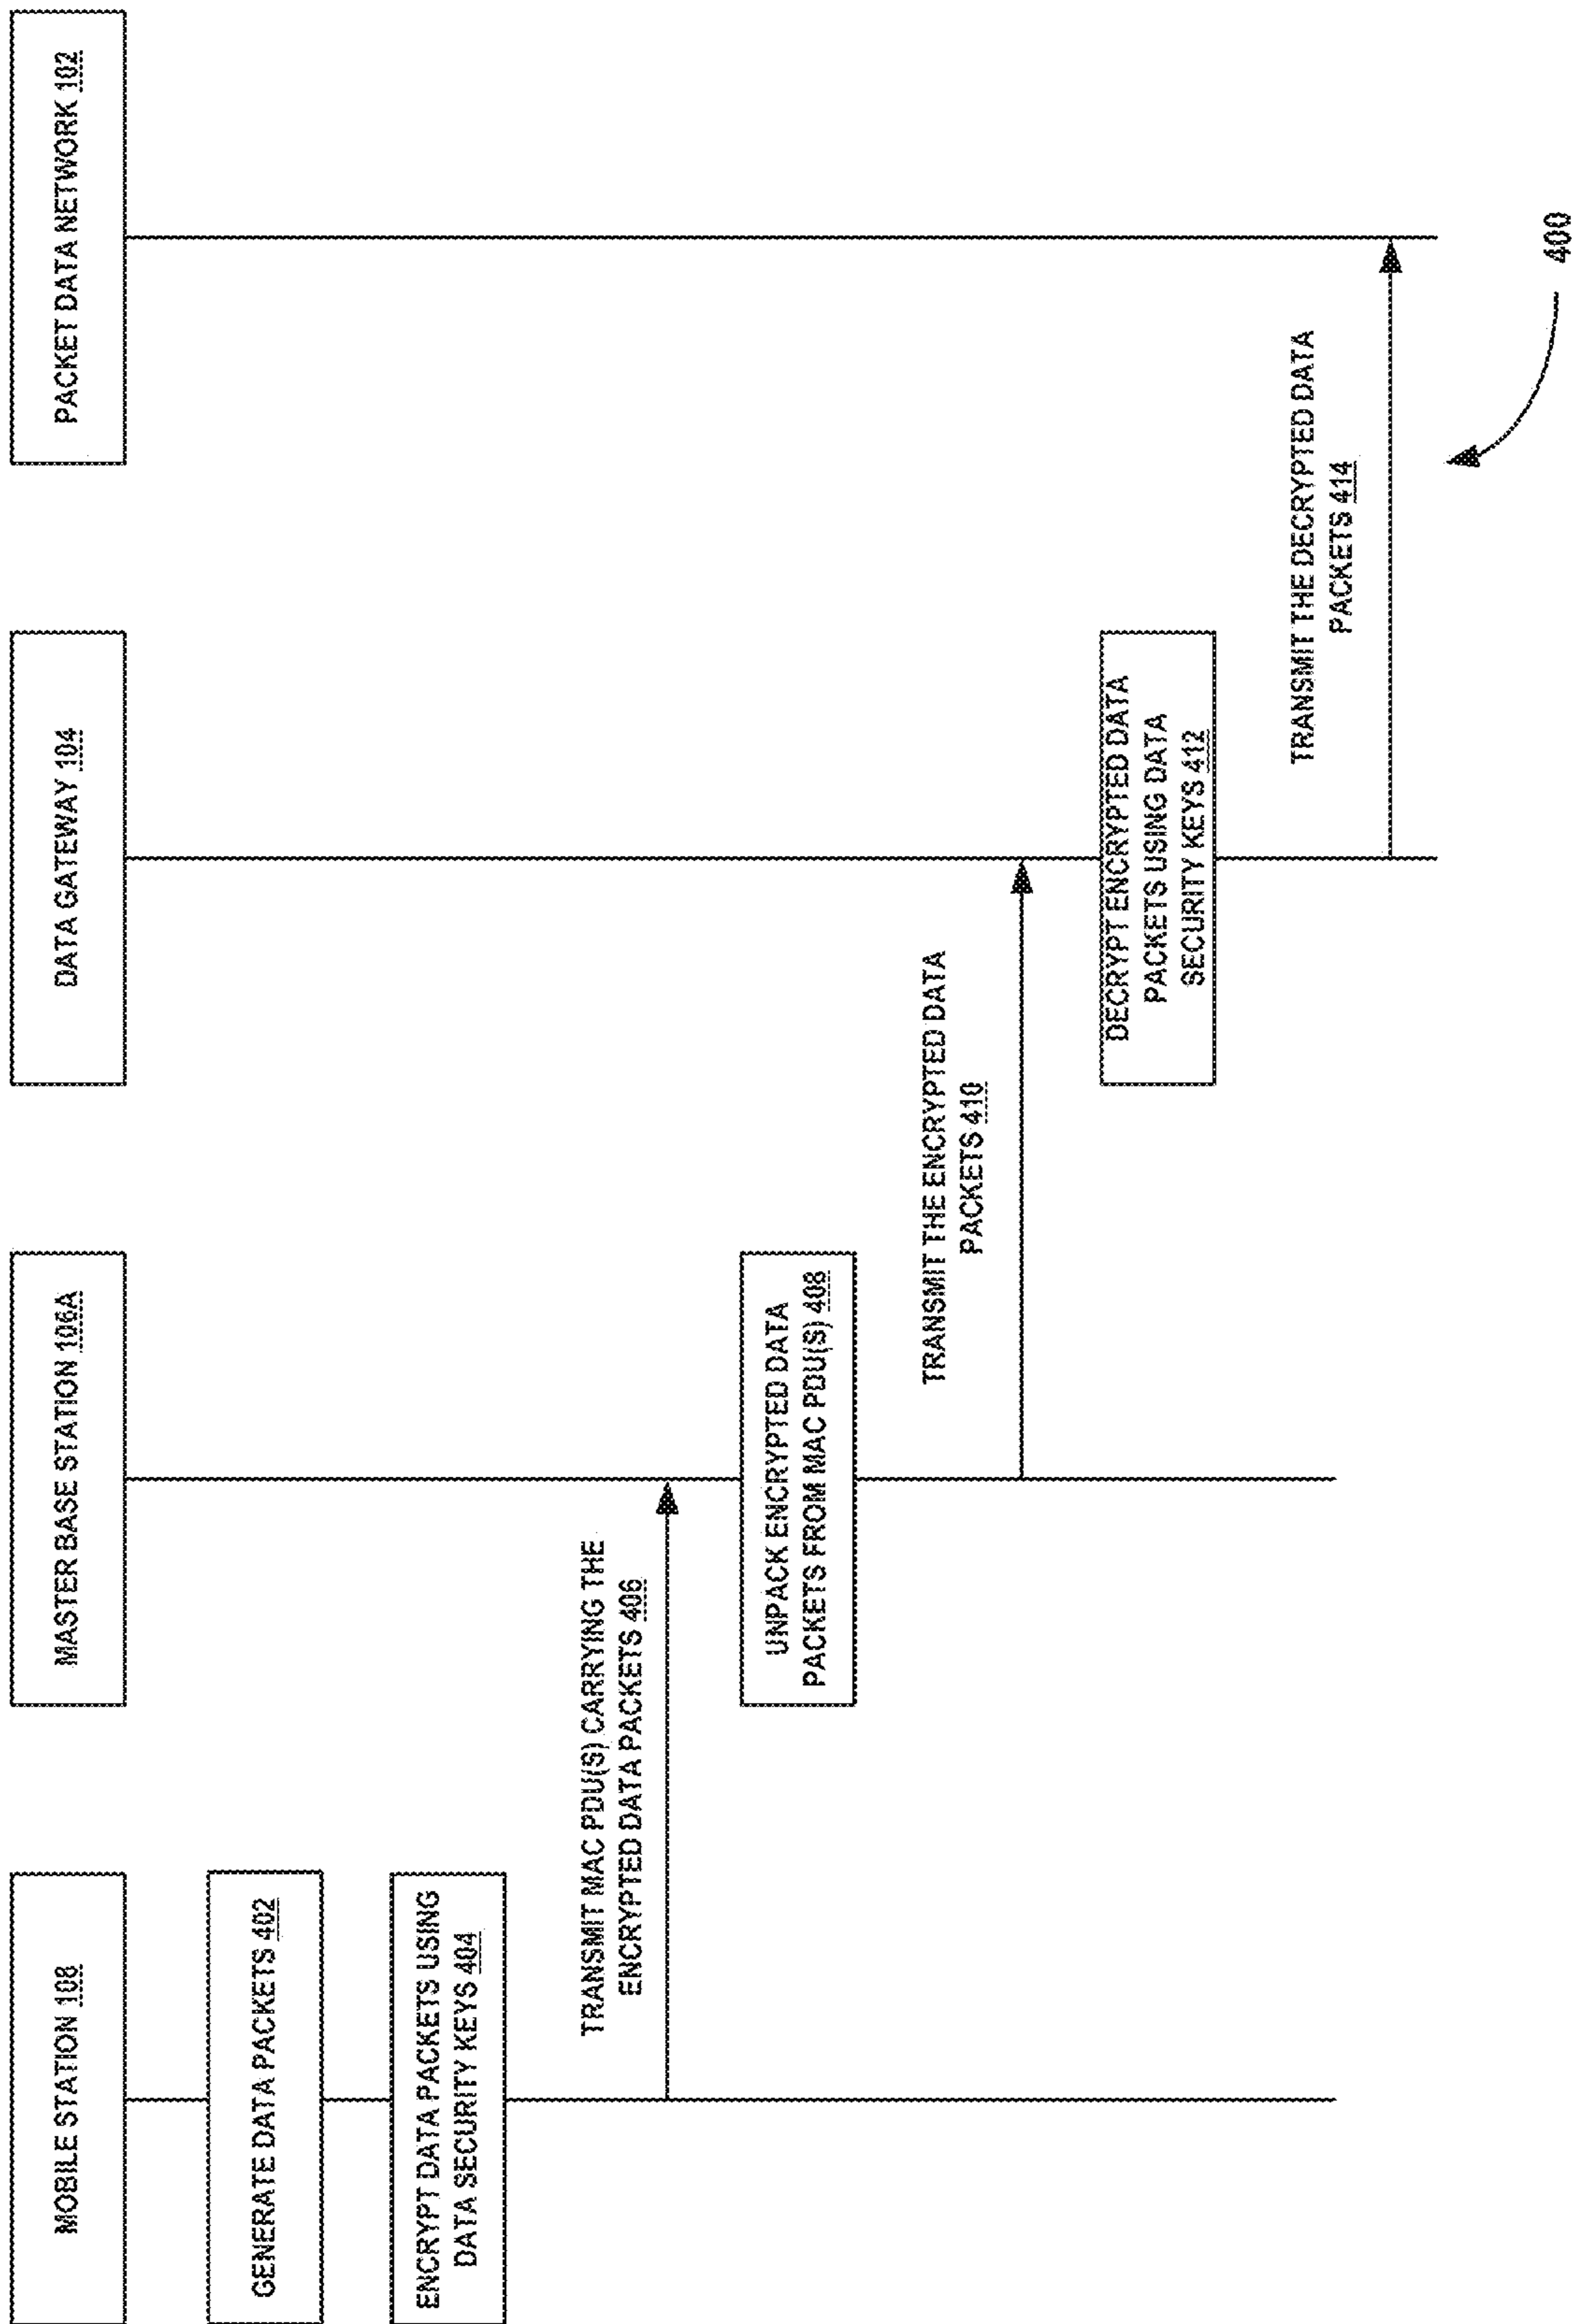 MOBILE STATION 108
MASTER BASE STATION 106A
DATA GATEWAY 104
PACKET DATA NETWORK 102
GENERATE DATA PACKETS 402
ENCRYPT DATA PACKETS USING
DATA SECURITY KEYS 404
TRANSMIT MAC PDU(S) CARRYING THE
ENCRYPTED DATA PACKETS 406
UNPACK ENCRYPTED DATA
PACKETS FROM MAC PDU(S) 408
TRANSMIT THE ENCRYPTED DATA
PACKETS 410
DECRYPT ENCRYPTED DATA
PACKETS USING DATA
SECURITY KEYS 412
TRANSMIT THE DECRYPTED DATA
PACKETS 414
400